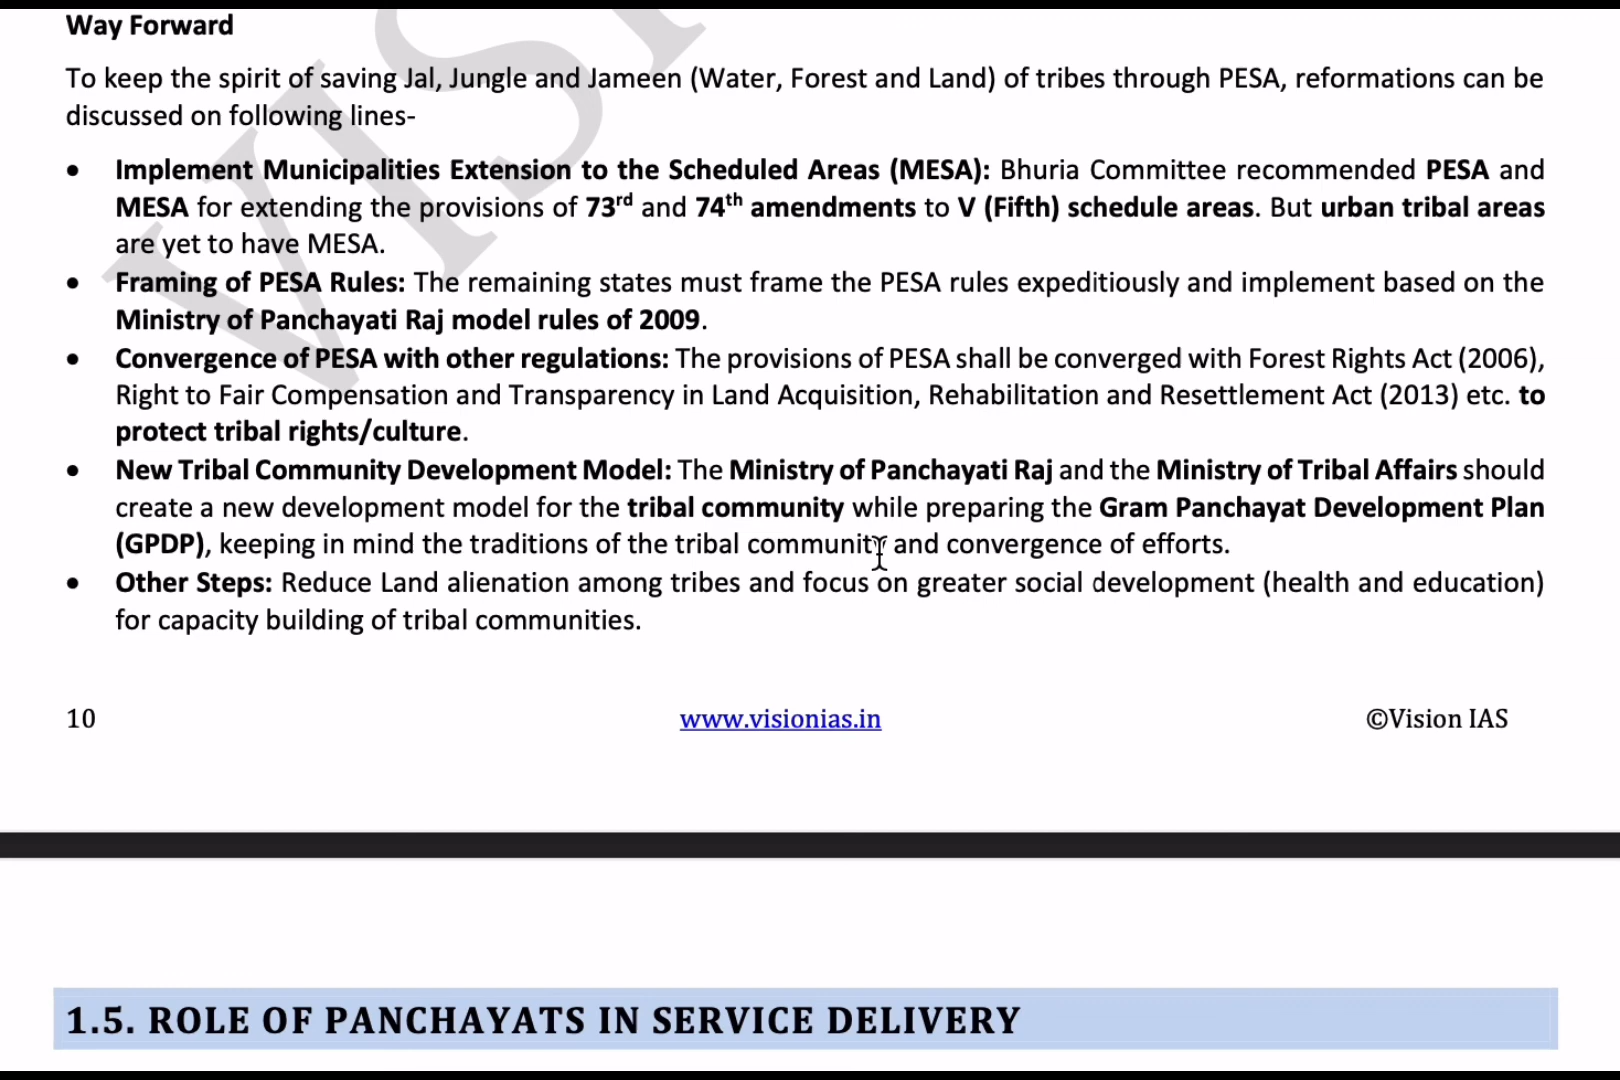 Way Forward
To keep the spirit of saving Jal, Jungle and Jameen (Water, Forest and Land) of tribes through PESA, reformations can be
discussed on following lines-
• Implement Municipalities Extension to the Scheduled Areas (MESA): Bhuria Committee recommended PESA and
MESA for extending the provisions of 73rd and 74th amendments to V (Fifth) schedule areas. But urban tribal areas
are yet to have MESA.
• Framing of PESA Rules: The remaining states must frame the PESA rules expeditiously and implement based on the
Ministry of Panchayati Raj model rules of 2009.
• Convergence of PESA with other regulations: The provisions of PESA shall be converged with Forest Rights Act (2006),
Right to Fair Compensation and Transparency in Land Acquisition, Rehabilitation and Resettlement Act (2013) etc. to
protect tribal rights/culture.
• New Tribal Community Development Model: The Ministry of Panchayati Raj and the Ministry of Tribal Affairs should
create a new development model for the tribal community while preparing the Gram Panchayat Development Plan
(GPDP), keeping in mind the traditions of the tribal community and convergence of efforts.
• Other Steps: Reduce Land alienation among tribes and focus on greater social development (health and education)
for capacity building of tribal communities.
10 www.visionias.in ©Vision IAS
1.5. ROLE OF PANCHAYATS IN SERVICE DELIVERY